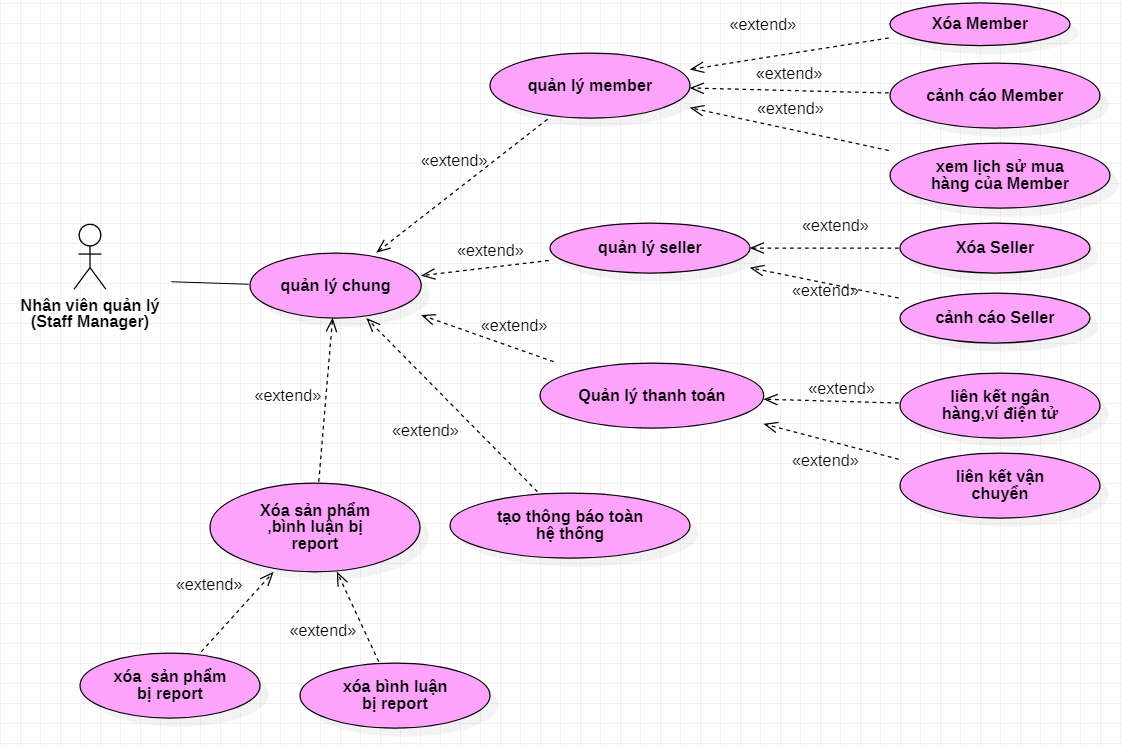 «extend»
Xóa Member
quản lý member
«extend»
cảnh cáo Member
«extend»
xem lịch sử mua
hàng của Member
«extend»
Nhân viên quản lý
(Staff Manager)
quản lý chung
«extend»
quản lý seller
«extend»
Xóa Seller
«extend»
cảnh cáo Seller
«extend»
Quản lý thanh toán
«extend»
liên kết ngân
hàng,ví điện tử
«extend»
liên kết vận
chuyển
«extend»
«extend»
Xóa sản phẩm
,bình luận bị
report
tạo thông báo toàn
hệ thống
«extend»
«extend»
xóa  sản phẩm
bị report
xóa bình luận
bị report